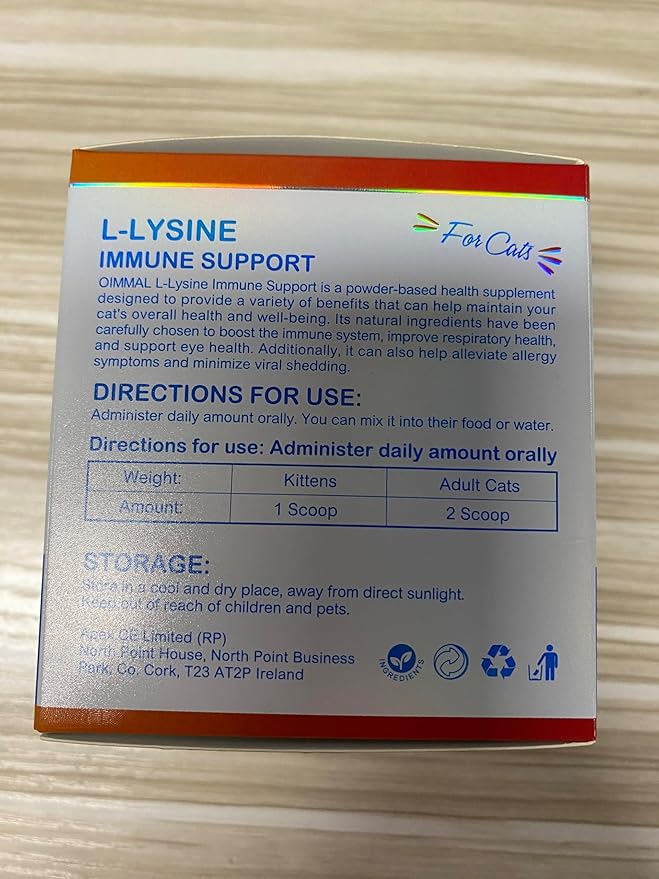 L-LYSINE
For Cats
IMMUNE SUPPORT
OIMMAL L-Lysine Immune Support is a powder-based health supplement
designed to provide a variety of benefits that can help maintain your
cat's overall health and well-being. Its natural ingredients have been
carefully chosen to boost the immune system, improve respiratory health,
and support eye health. Additionally, it can also help alleviate allergy
symptoms and minimize viral shedding.
DIRECTIONS FOR USE:
Administer daily amount orally. You can mix it into their food or water.
Directions for use: Administer daily amount orally
Weight: Kittens Adult Cats
Amount: 1 Scoop 2 Scoop
STORAGE:
Store in a cool and dry place, away from direct sunlight.
Keep out of reach of children and pets.
Apex CE Limited (RP)
North Point House, North Point Business
Park, Co. Cork, T23 AT2P Ireland
INGREDIENTS